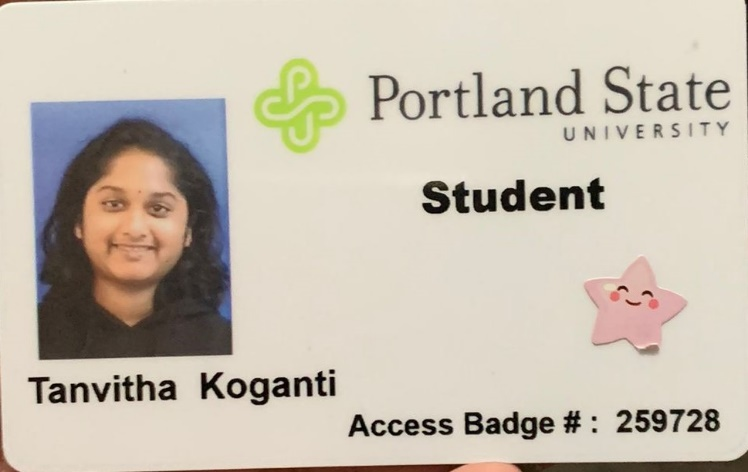 Portland State
UNIVERSITY
Student
Tanvitha Koganti
Access Badge # : 259728